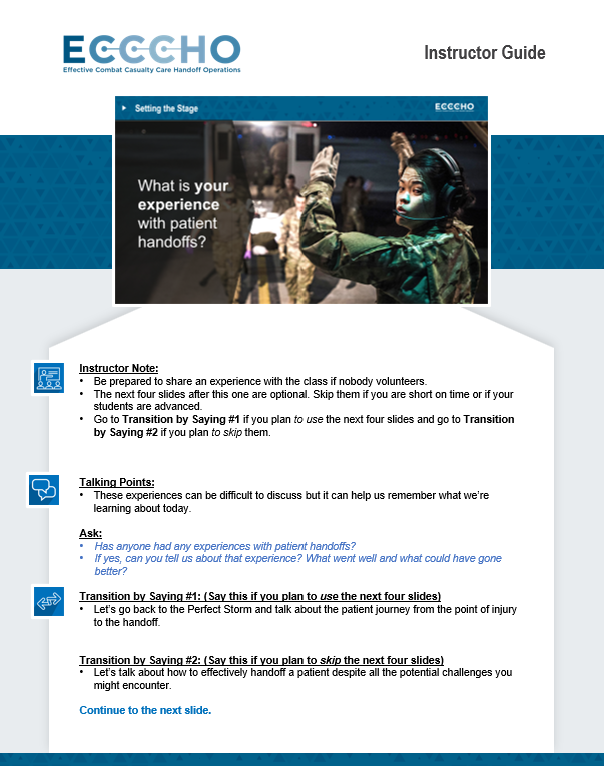 ECCCHO
Effective Combat Casualty Care Handoff Operations
Instructor Guide
Setting the Stage
ECCCHO
What is your
experience
with patient
handoffs?
Instructor Note:
• Be prepared to share an experience with the class if nobody volunteers.
• The next four slides after this one are optional. Skip them if you are short on time or if your
students are advanced.
• Go to Transition by Saying #1 if you plan to use the next four slides and go to Transition
by Saying #2 if you plan to skip them.
Talking Points:
• These experiences can be difficult to discuss but it can help us remember what we're
learning about today.
Ask:
• Has anyone had any experiences with patient handoffs?
• If yes, can you tell us about that experience? What went well and what could have gone
better?
Transition by Saying #1: (Say this if you plan to use the next four slides)
• Let's go back to the Perfect Storm and talk about the patient journey from the point of injury
to the handoff.
Transition by Saying #2: (Say this if you plan to skip the next four slides)
• Let's talk about how to effectively handoff a patient despite all the potential challenges you
might encounter.
Continue to the next slide.